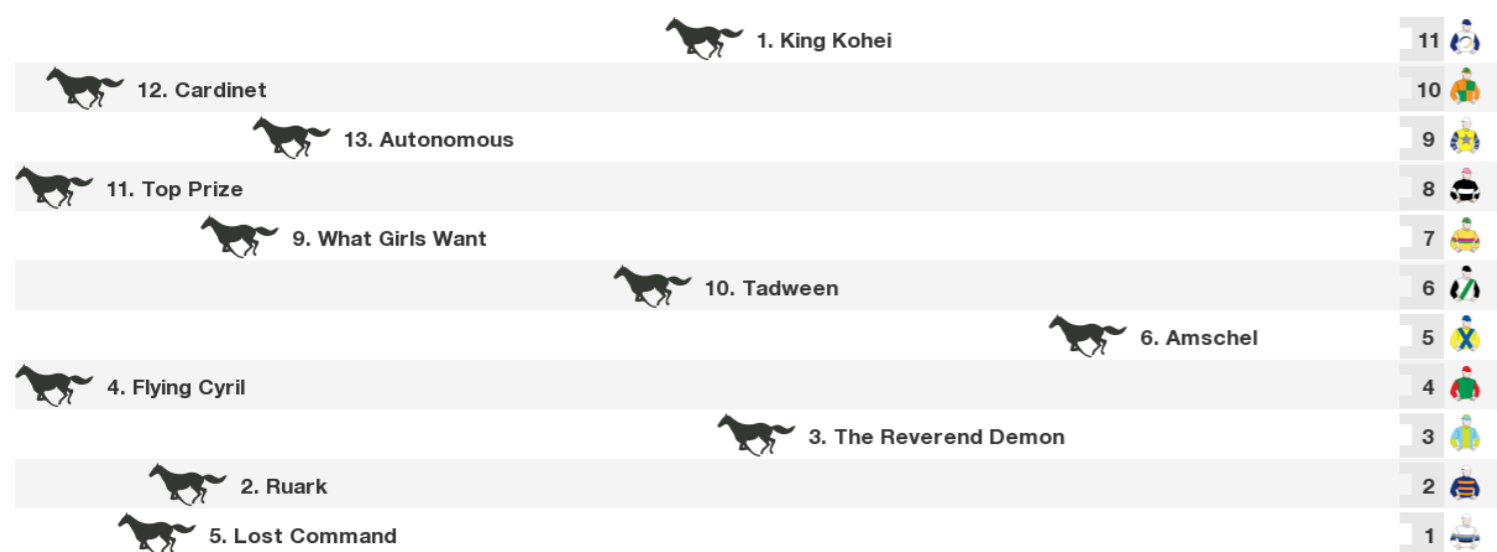 1. King Kohei 11
12. Cardinet 10
13. Autonomous 9
11. Top Prize 8
9. What Girls Want 7
10. Tadween 6
6. Amschel 5
4. Flying Cyril 4
3. The Reverend Demon 3
2. Ruark 2
5. Lost Command 1